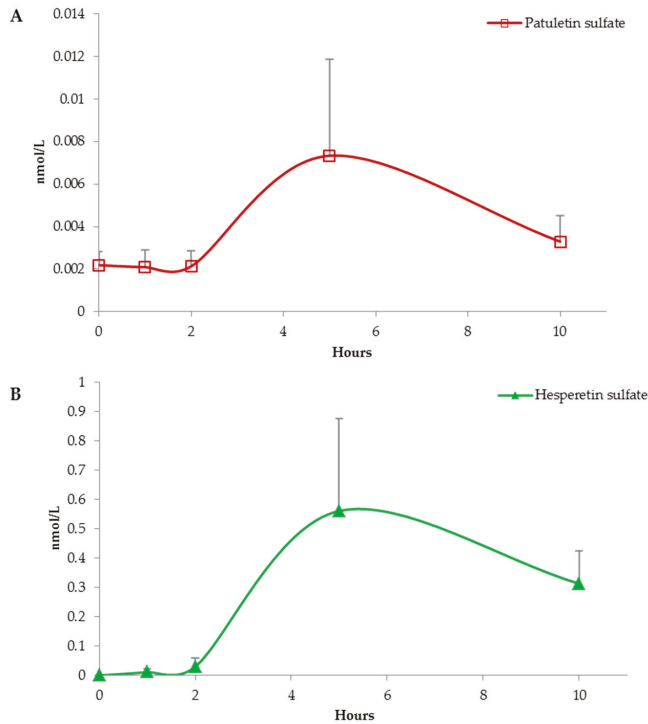 A
Patuletin sulfate
0.014
0.012
0.01
0.008
0.006
0.004
0.002
0
nmol/L
0 2 4 6 8 10
Hours
B
Hesperetin sulfate
1
0.9
0.8
0.7
0.6
0.5
0.4
0.3
0.2
0.1
0
nmol/L
0 2 4 6 8 10
Hours